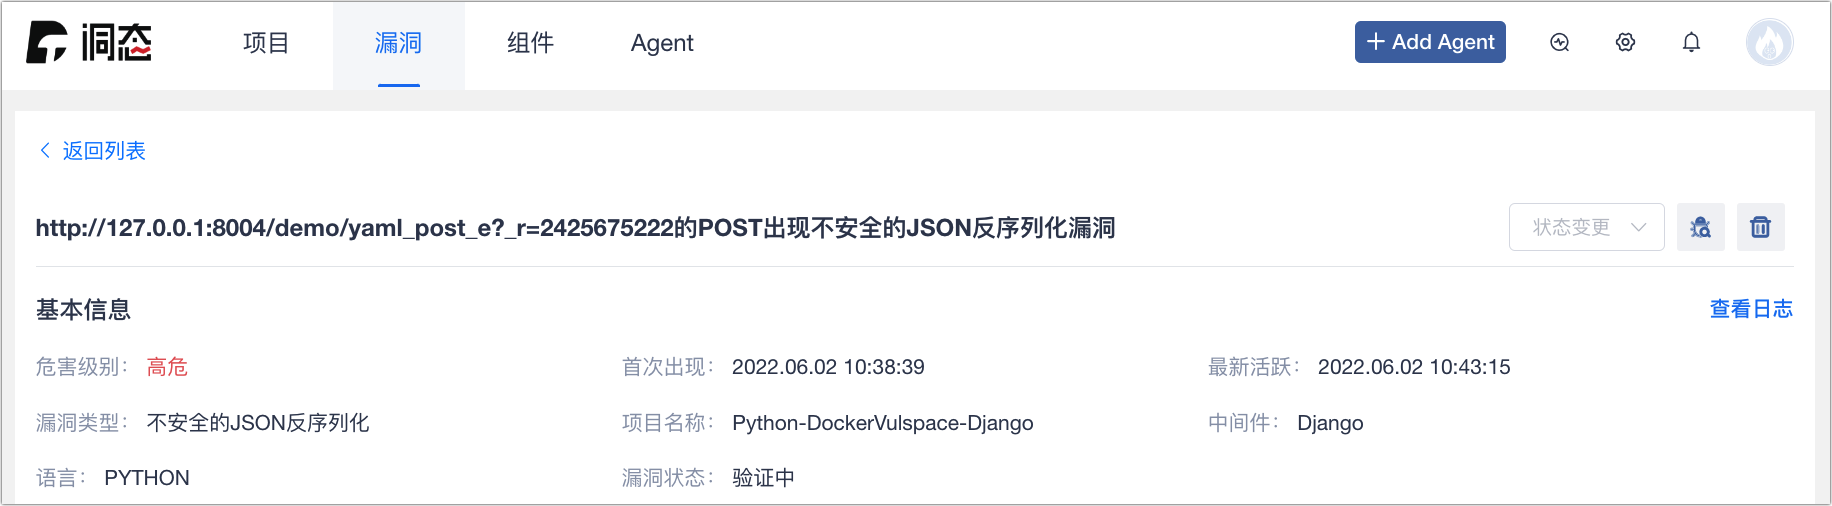 洞态 项目 漏洞 组件 Agent + Add Agent
返回列表
http://127.0.0.1:8004/demo/yaml_post_e?_r=2425675222的POST出现不安全的JSON反序列化漏洞 状态变更
基本信息 查看日志
危害级别： 高危 首次出现： 2022.06.02 10:38:39 最新活跃： 2022.06.02 10:43:15
漏洞类型： 不安全的JSON反序列化 项目名称： Python-DockerVulspace-Django 中间件： Django
语言： PYTHON 漏洞状态： 验证中